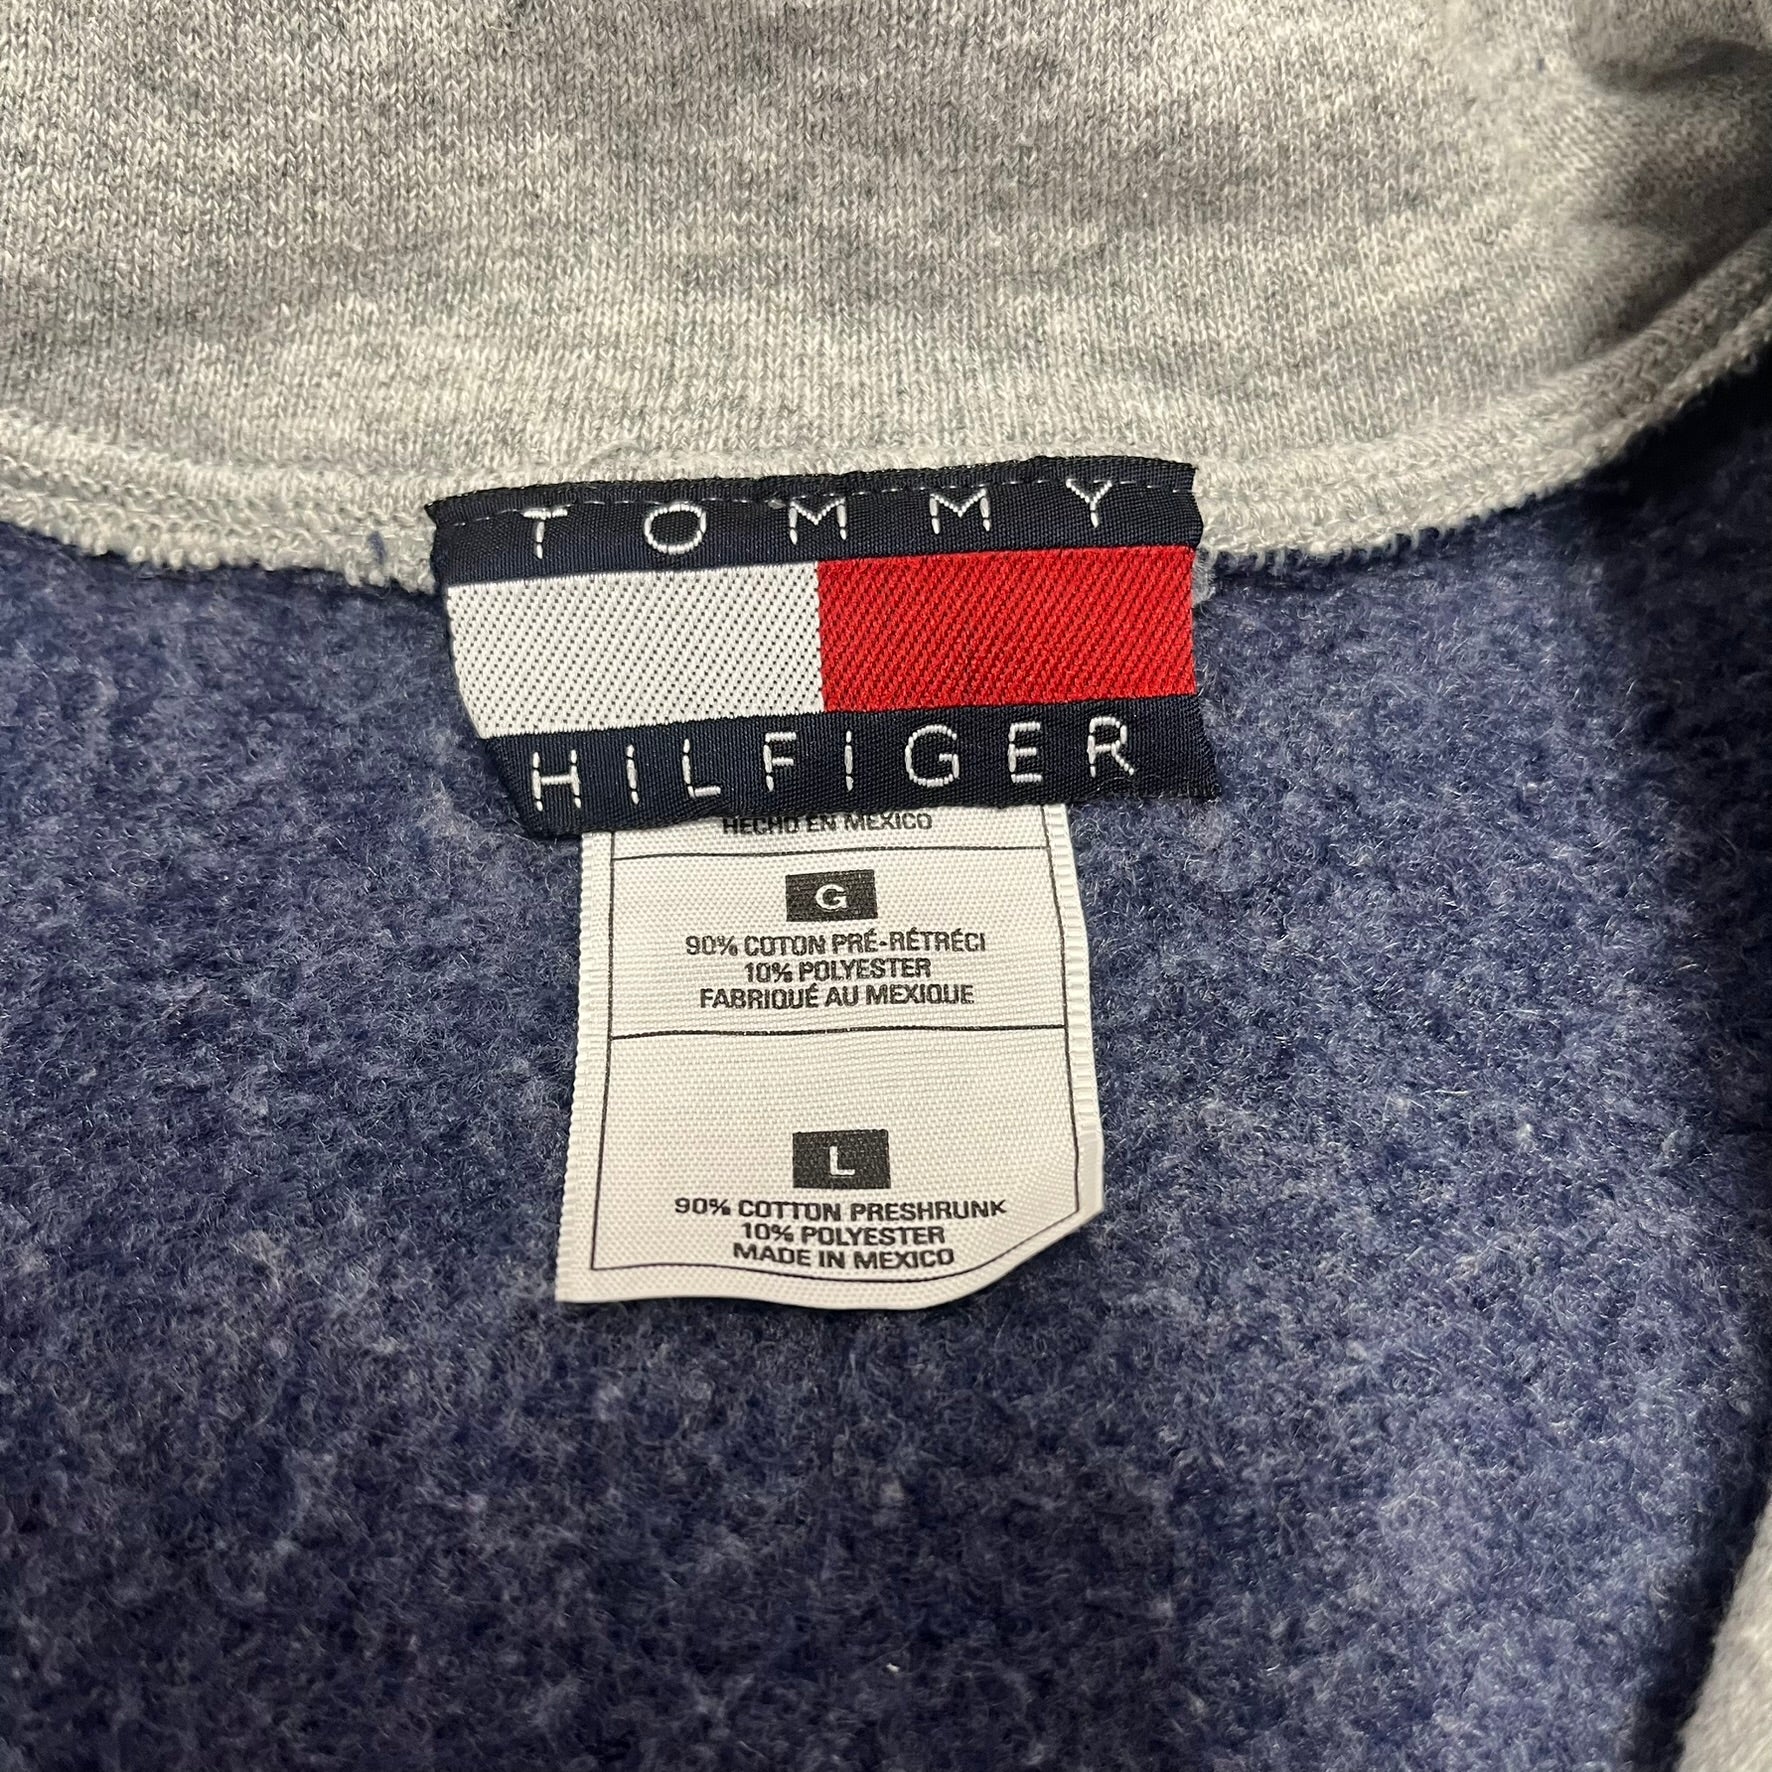 TOMMY
HILFIGER
HECHO EN MEXICO
G
90% COTON PRÉ-RÉTRÉCI
10% POLYESTER
FABRIQUÉ AU MEXIQUE
L
90% COTTON PRESHRUNK
10% POLYESTER
MADE IN MEXICO